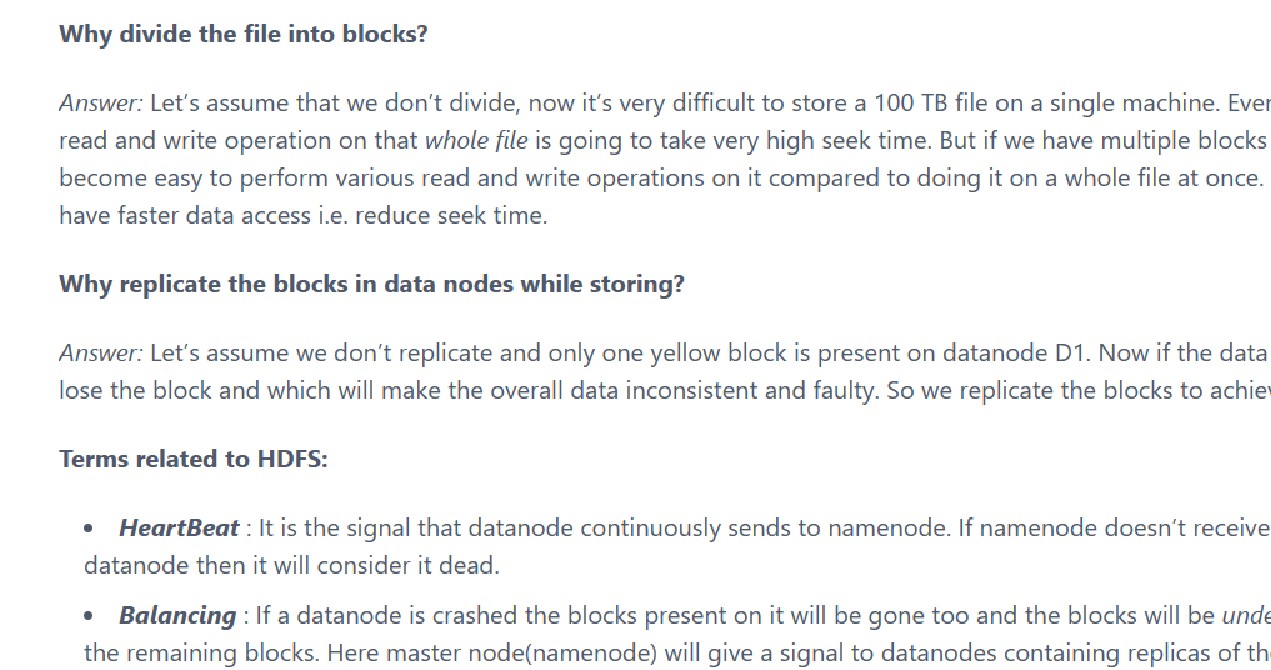 Why divide the file into blocks?
Answer: Let’s assume that we don’t divide, now it’s very difficult to store a 100 TB file on a single machine. Ever
read and write operation on that whole file is going to take very high seek time. But if we have multiple blocks
become easy to perform various read and write operations on it compared to doing it on a whole file at once.
have faster data access i.e. reduce seek time.
Why replicate the blocks in data nodes while storing?
Answer: Let’s assume we don’t replicate and only one yellow block is present on datanode D1. Now if the data
lose the block and which will make the overall data inconsistent and faulty. So we replicate the blocks to achiev
Terms related to HDFS:
• HeartBeat : It is the signal that datanode continuously sends to namenode. If namenode doesn’t receive
datanode then it will consider it dead.
• Balancing : If a datanode is crashed the blocks present on it will be gone too and the blocks will be unde
the remaining blocks. Here master node(namenode) will give a signal to datanodes containing replicas of th